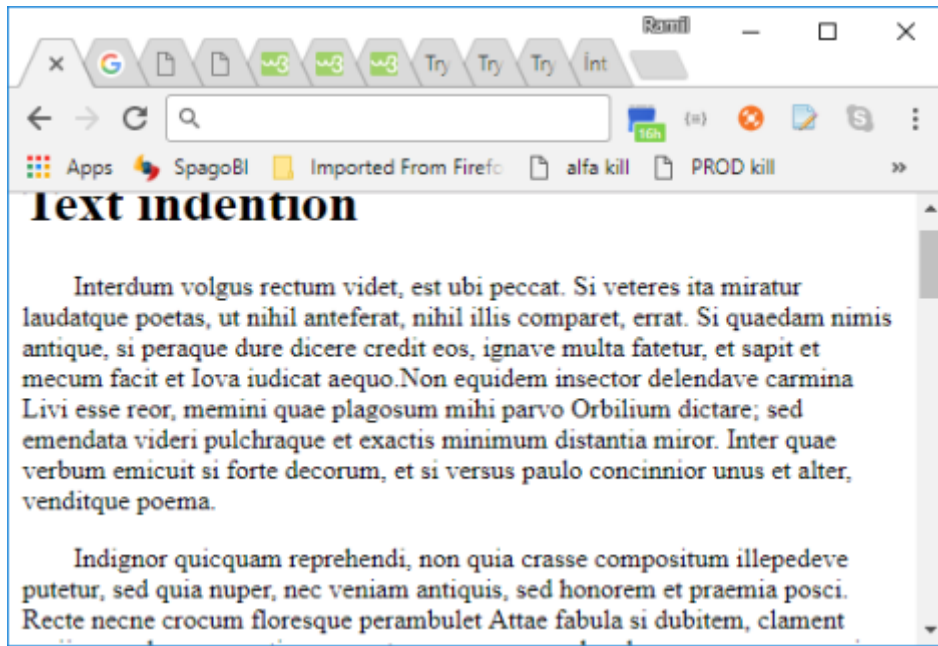 Ramil
Try Try Try İnt
16h
Apps SpagoBI Imported From Firefo alfa kill PROD kill »
Text indention
Interdum volgus rectum videt, est ubi peccat. Si veteres ita miratur
laudatque poetas, ut nihil anteferat, nihil illis comparet, errat. Si quaedam nimis
antique, si peraque dure dicere credit eos, ignave multa fatetur, et sapit et
mecum facit et Iova iudicat aequo.Non equidem insector delendave carmina
Livi esse reor, memini quae plagosum mihi parvo Orbilium dictare; sed
emendata videri pulchraque et exactis minimum distantia miror. Inter quae
verbum emicuit si forte decorum, et si versus paulo concinnior unus et alter,
venditque poema.
Indignor quicquam reprehendi, non quia crasse compositum illepedeve
putetur, sed quia nuper, nec veniam antiquis, sed honorem et praemia posci.
Recte necne crocum floresque perambulet Attae fabula si dubitem, clament